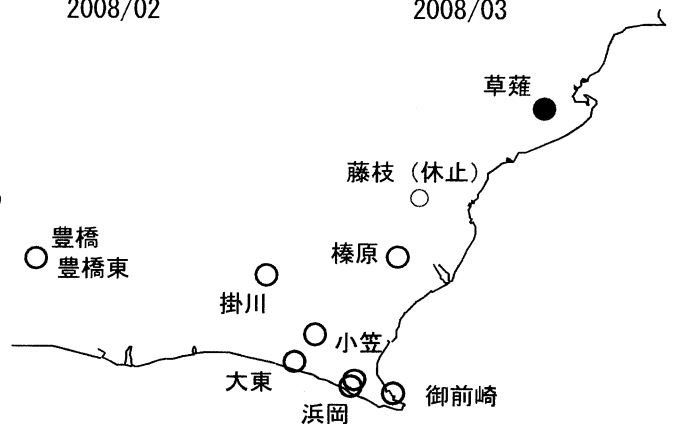 2008/02
2008/03
草薙
藤枝（休止）
豊橋
豊橋東
榛原
掛川
小笠
大東
浜岡
御前崎